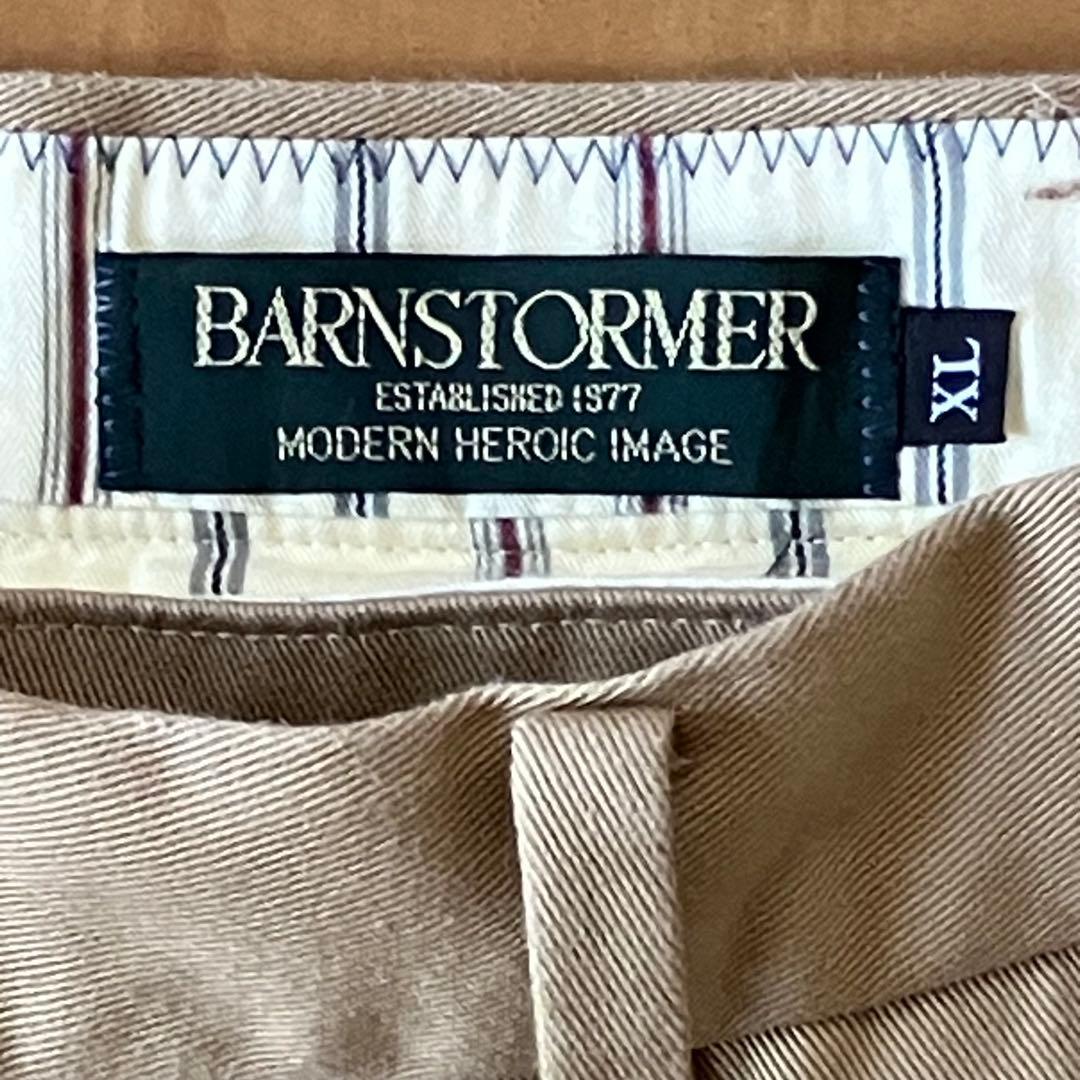 BARNSTORMER
ESTABLISHED 1977
MODERN HEROIC IMAGE
XL